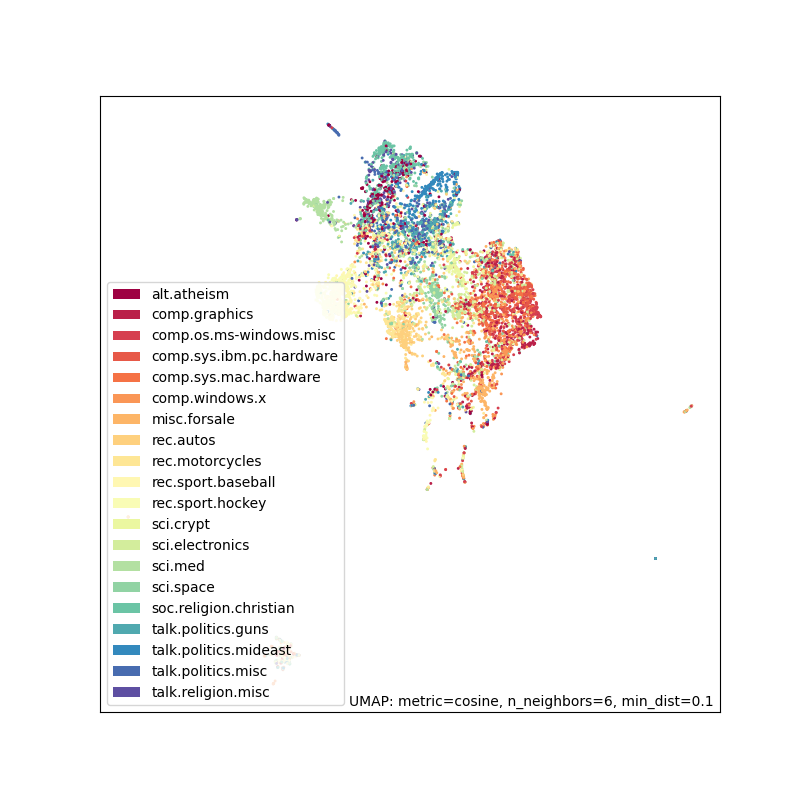 alt.atheism
comp.graphics
comp.os.ms-windows.misc
comp.sys.ibm.pc.hardware
comp.sys.mac.hardware
comp.windows.x
misc.forsale
rec.autos
rec.motorcycles
rec.sport.baseball
rec.sport.hockey
sci.crypt
sci.electronics
sci.med
sci.space
soc.religion.christian
talk.politics.guns
talk.politics.mideast
talk.politics.misc
talk.religion.misc
UMAP: metric=cosine, n_neighbors=6, min_dist=0.1